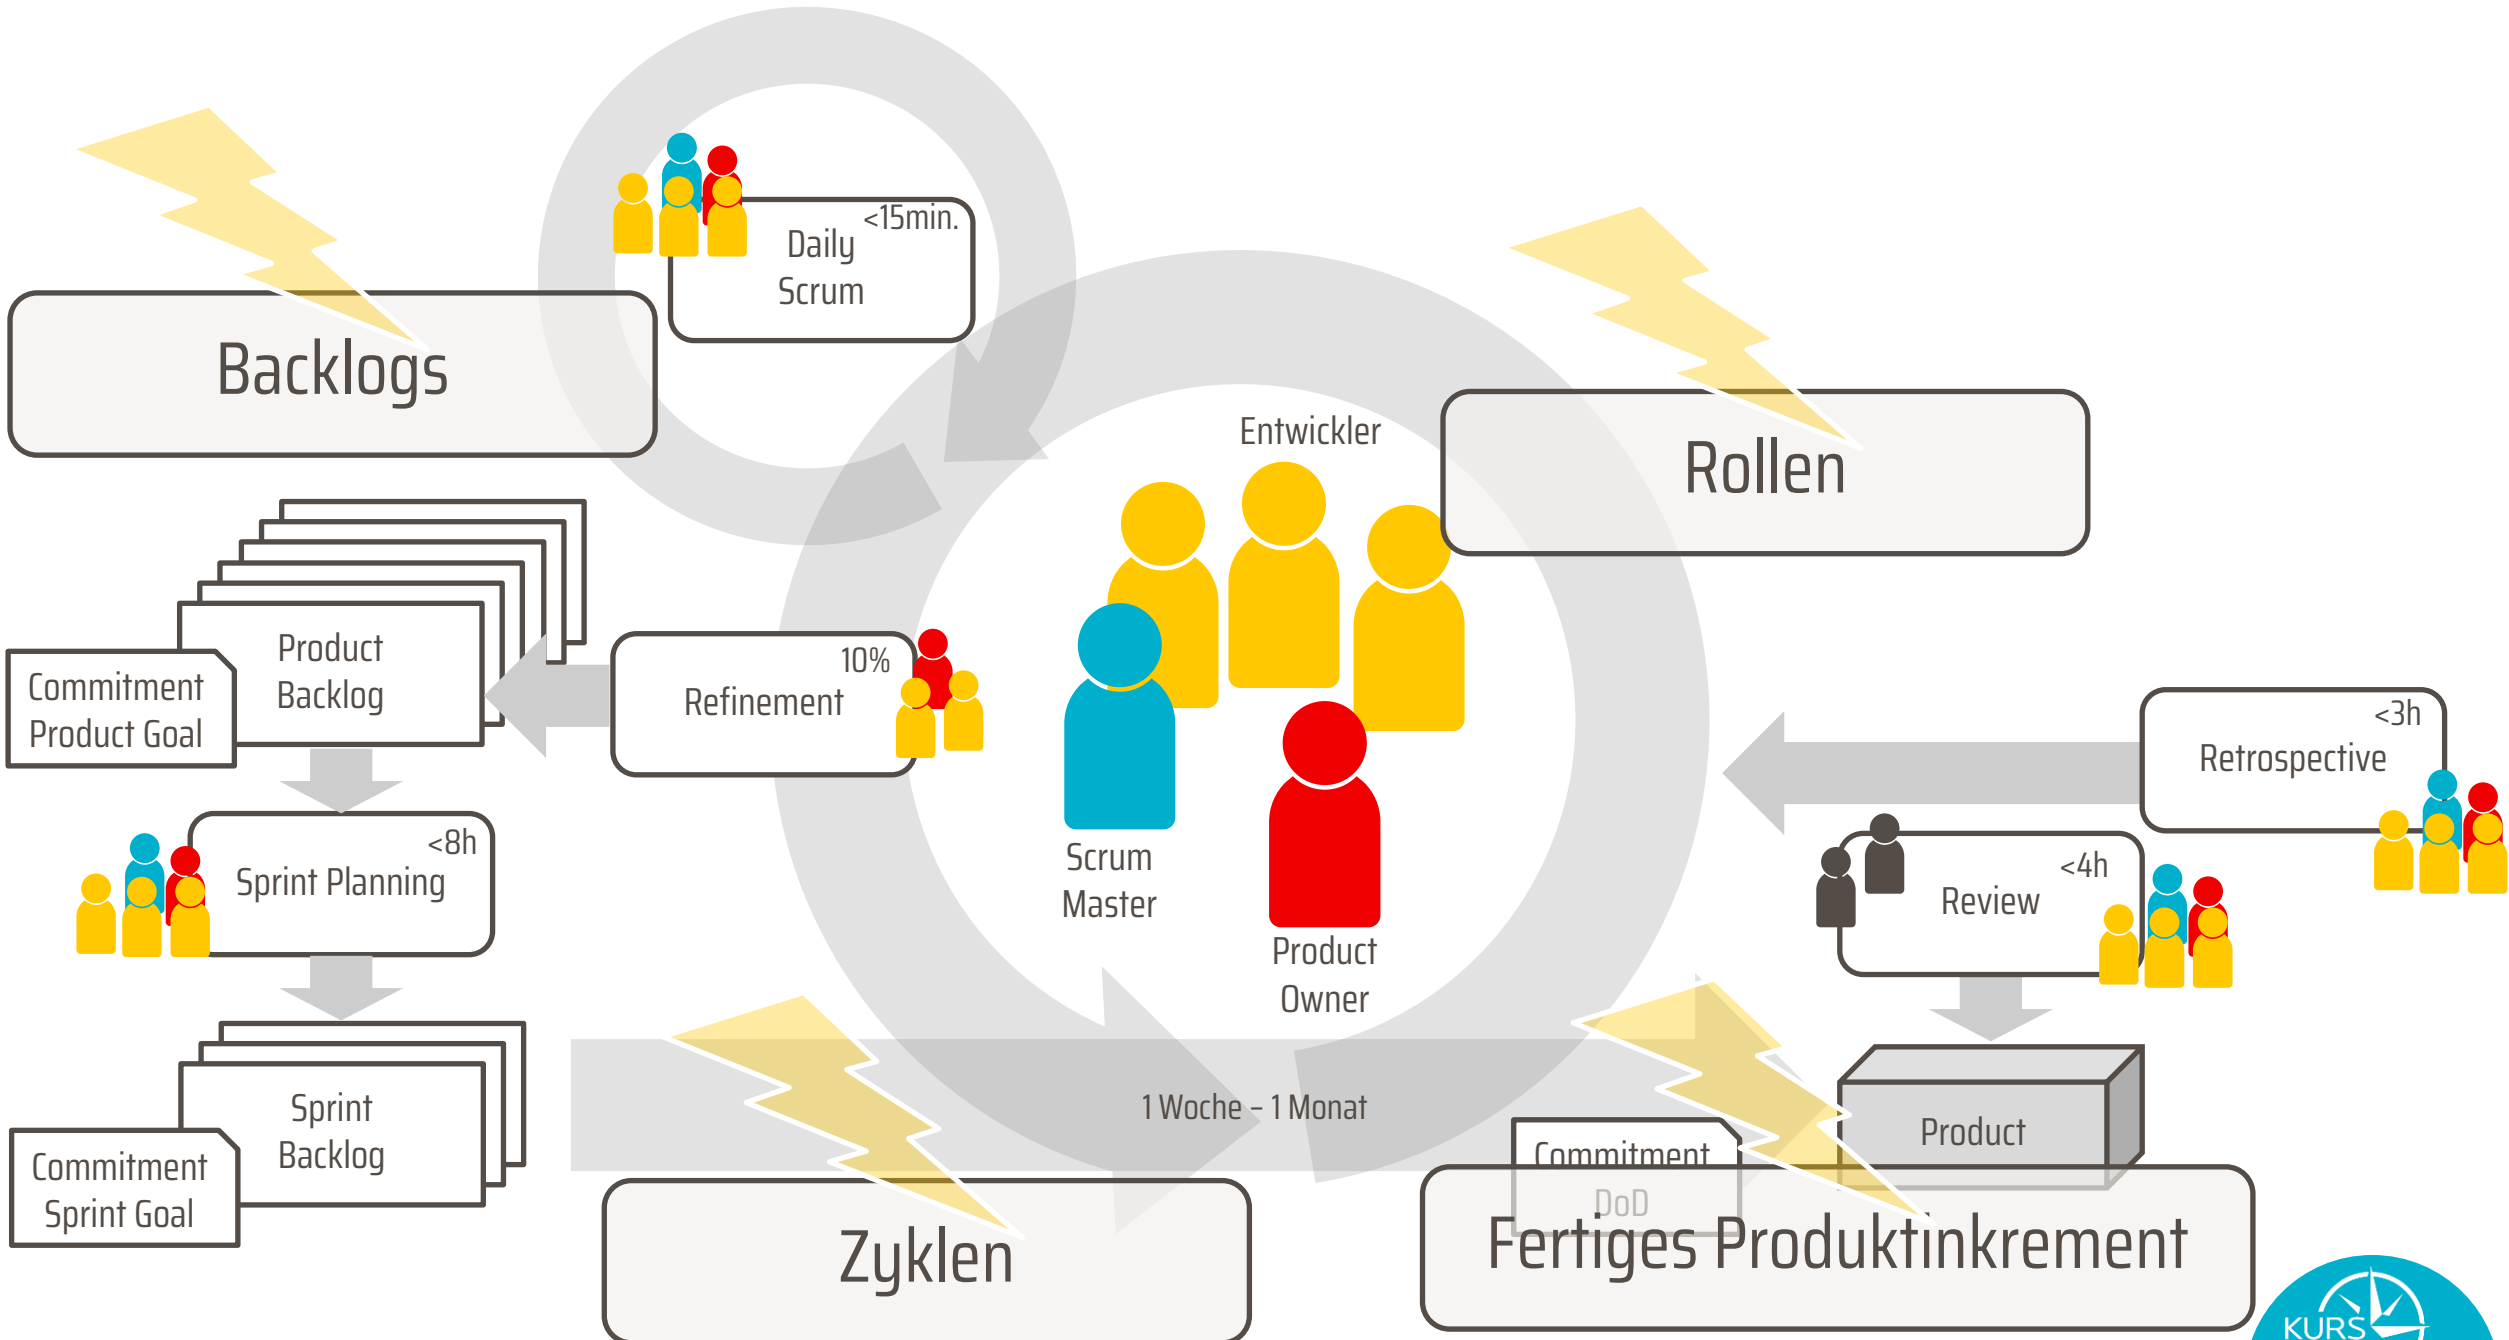 <15min.
Daily
Scrum
Backlogs
Entwickler
Rollen
Product
Backlog
Commitment
Product Goal
10%
Refinement
<3h
Retrospective
<8h
Sprint Planning
Scrum
Master
<4h
Review
Product
Owner
1 Woche – 1 Monat
Sprint
Backlog
Commitment
Sprint Goal
Commitment
DoD
Product
Zyklen
Fertiges Produktinkrement
KURS